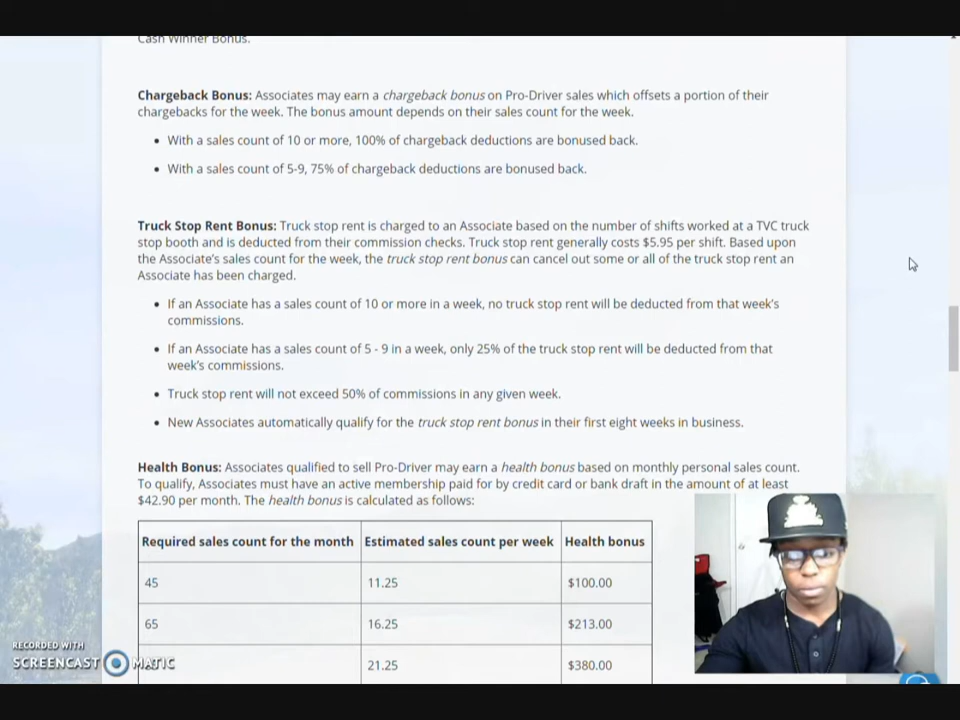 Cash Winner Bonus.
Chargeback Bonus: Associates may earn a chargeback bonus on Pro-Driver sales which offsets a portion of their
chargebacks for the week. The bonus amount depends on their sales count for the week.
• With a sales count of 10 or more, 100% of chargeback deductions are bonused back.
• With a sales count of 5-9, 75% of chargeback deductions are bonused back.
Truck Stop Rent Bonus: Truck stop rent is charged to an Associate based on the number of shifts worked at a TVC truck
stop booth and is deducted from their commission checks. Truck stop rent generally costs $5.95 per shift. Based upon
the Associate's sales count for the week, the truck stop rent bonus can cancel out some or all of the truck stop rent an
Associate has been charged.
• If an Associate has a sales count of 10 or more in a week, no truck stop rent will be deducted from that week's
commissions.
• If an Associate has a sales count of 5 - 9 in a week, only 25% of the truck stop rent will be deducted from that
week's commissions.
• Truck stop rent will not exceed 50% of commissions in any given week.
• New Associates automatically qualify for the truck stop rent bonus in their first eight weeks in business.
Health Bonus: Associates qualified to sell Pro-Driver may earn a health bonus based on monthly personal sales count.
To qualify, Associates must have an active membership paid for by credit card or bank draft in the amount of at least
$42.90 per month. The health bonus is calculated as follows:
Required sales count for the month Estimated sales count per week Health bonus
45 11.25 $100.00
65 16.25 $213.00
21.25 $380.00
RECORDED WITH
SCREENCAST MATIC